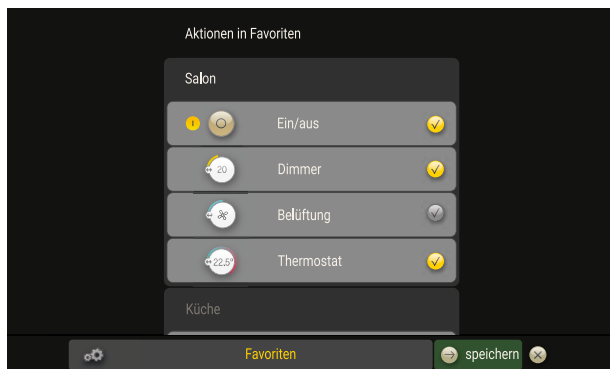 Aktionen in Favoriten
Salon
I O Ein/aus
20 Dimmer
Belüftung
22.5° Thermostat
Küche
Favoriten speichern